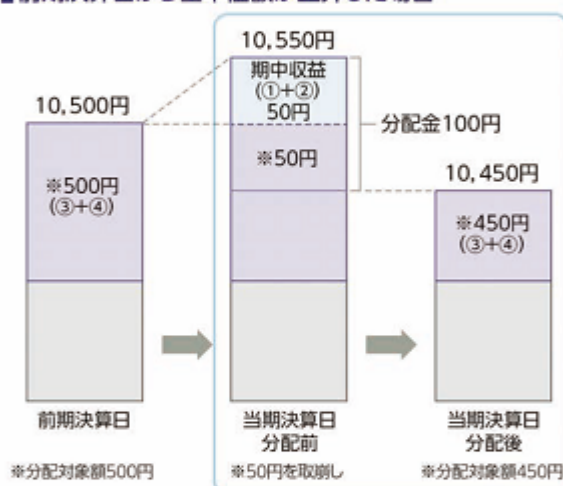 10,550円
期中収益
(①+②)
50円
10,500円
分配金100円
※50円
10,450円
※500円
(③+④)
※450円
(③+④)
前期決算日
当期決算日
分配前
当期決算日
分配後
※分配対象額500円
※50円を取崩し
※分配対象額450円